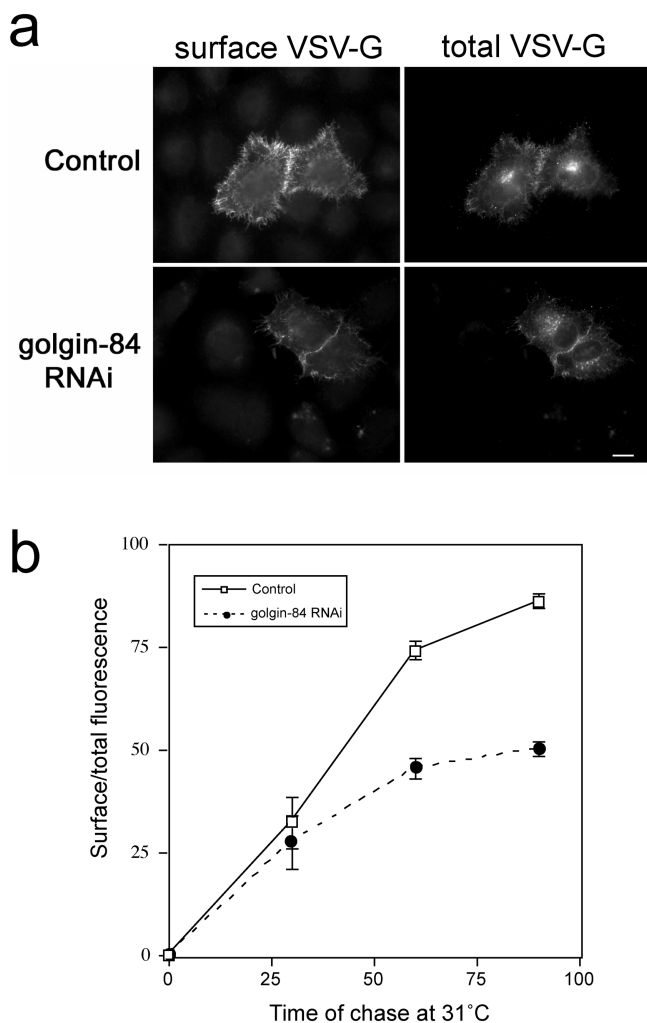 a
surface VSV-G
total VSV-G
Control
golgin-84
RNAi
b
100
75
50
25
0
Control
golgin-84 RNAi
Surface/total fluorescence
0
25
50
75
100
Time of chase at 31˚C